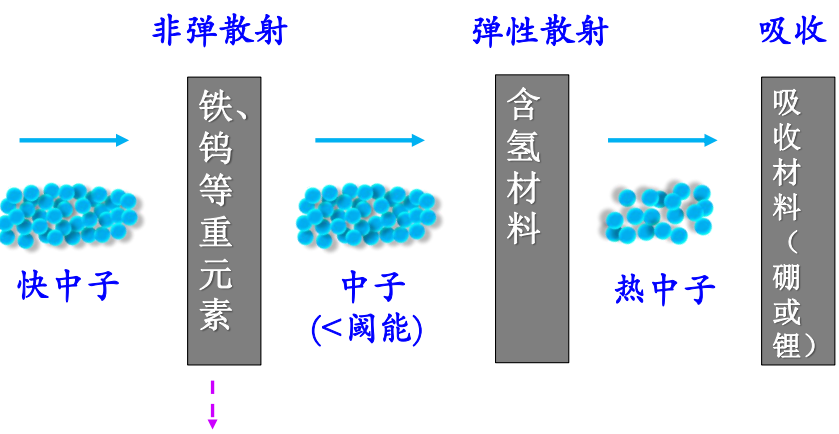 非弹散射
弹性散射
吸收
铁、钨等重元素
含氢材料
吸收材料（硼或锂）
快中子
中子
(<阈能)
热中子